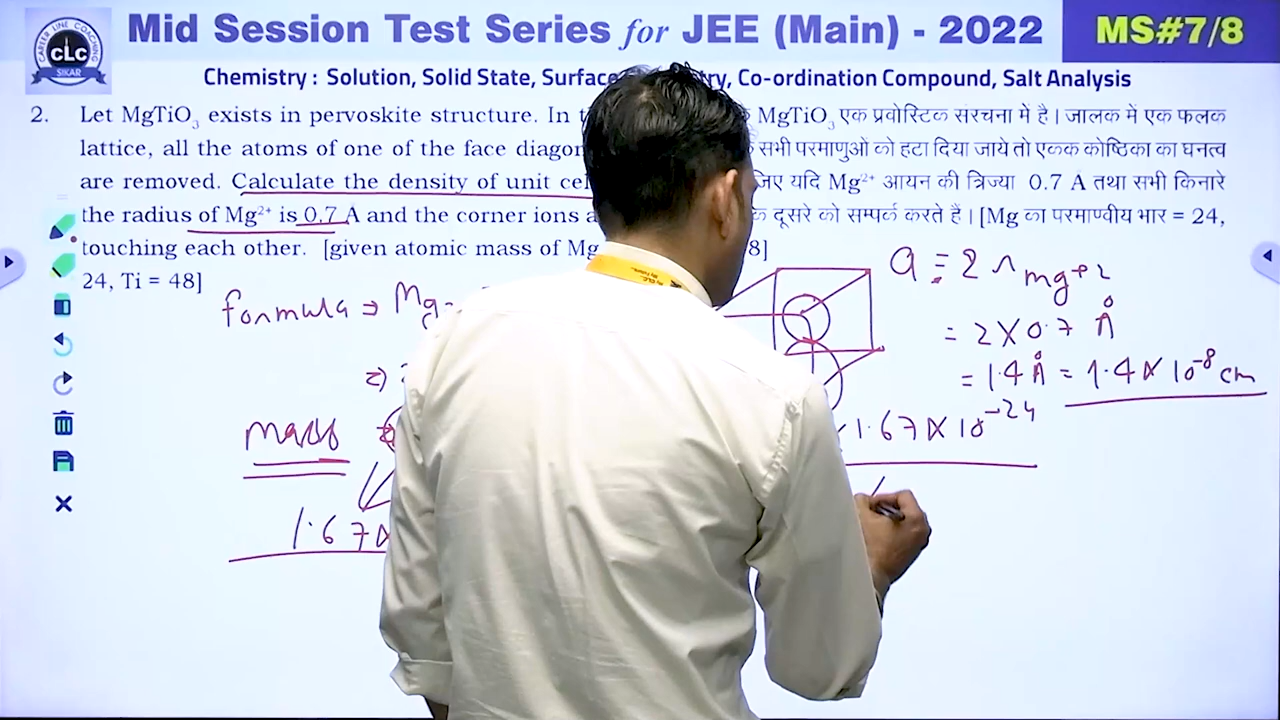 Mid Session Test Series for JEE (Main) - 2022
MS#7/8
CAREER LINE COACHING
CLC
SIKAR
Chemistry : Solution, Solid State, Surface Co-ordination Compound, Salt Analysis
2. Let MgTiO3 exists in pervoskite structure. In
lattice, all the atoms of one of the face
are removed. Calculate the density of unit
the radius of Mg²⁺ is 0.7 Å and the corner ions
touching each other. [given atomic mass of Mg
24, Ti = 48]
MgTiO3 एक प्रवोस्टिक संरचना में है। जालक में एक फलक
सभी परमाणुओं को हटा दिया जाये तो एकक कोष्ठिका का घनत्व
यदि Mg²⁺ आयन की त्रिज्या 0.7 Å तथा सभी किनारे
दूसरे को सम्पर्क करते है। [Mg का परमाण्वीय भार = 24,
8]
formula ⇒ Mg
mass
1.67×
a = 2 r mg+2
= 2×0.7 Å
= 1.4 Å = 1.4 × 10⁻⁸ cm
1.67 × 10⁻²⁴